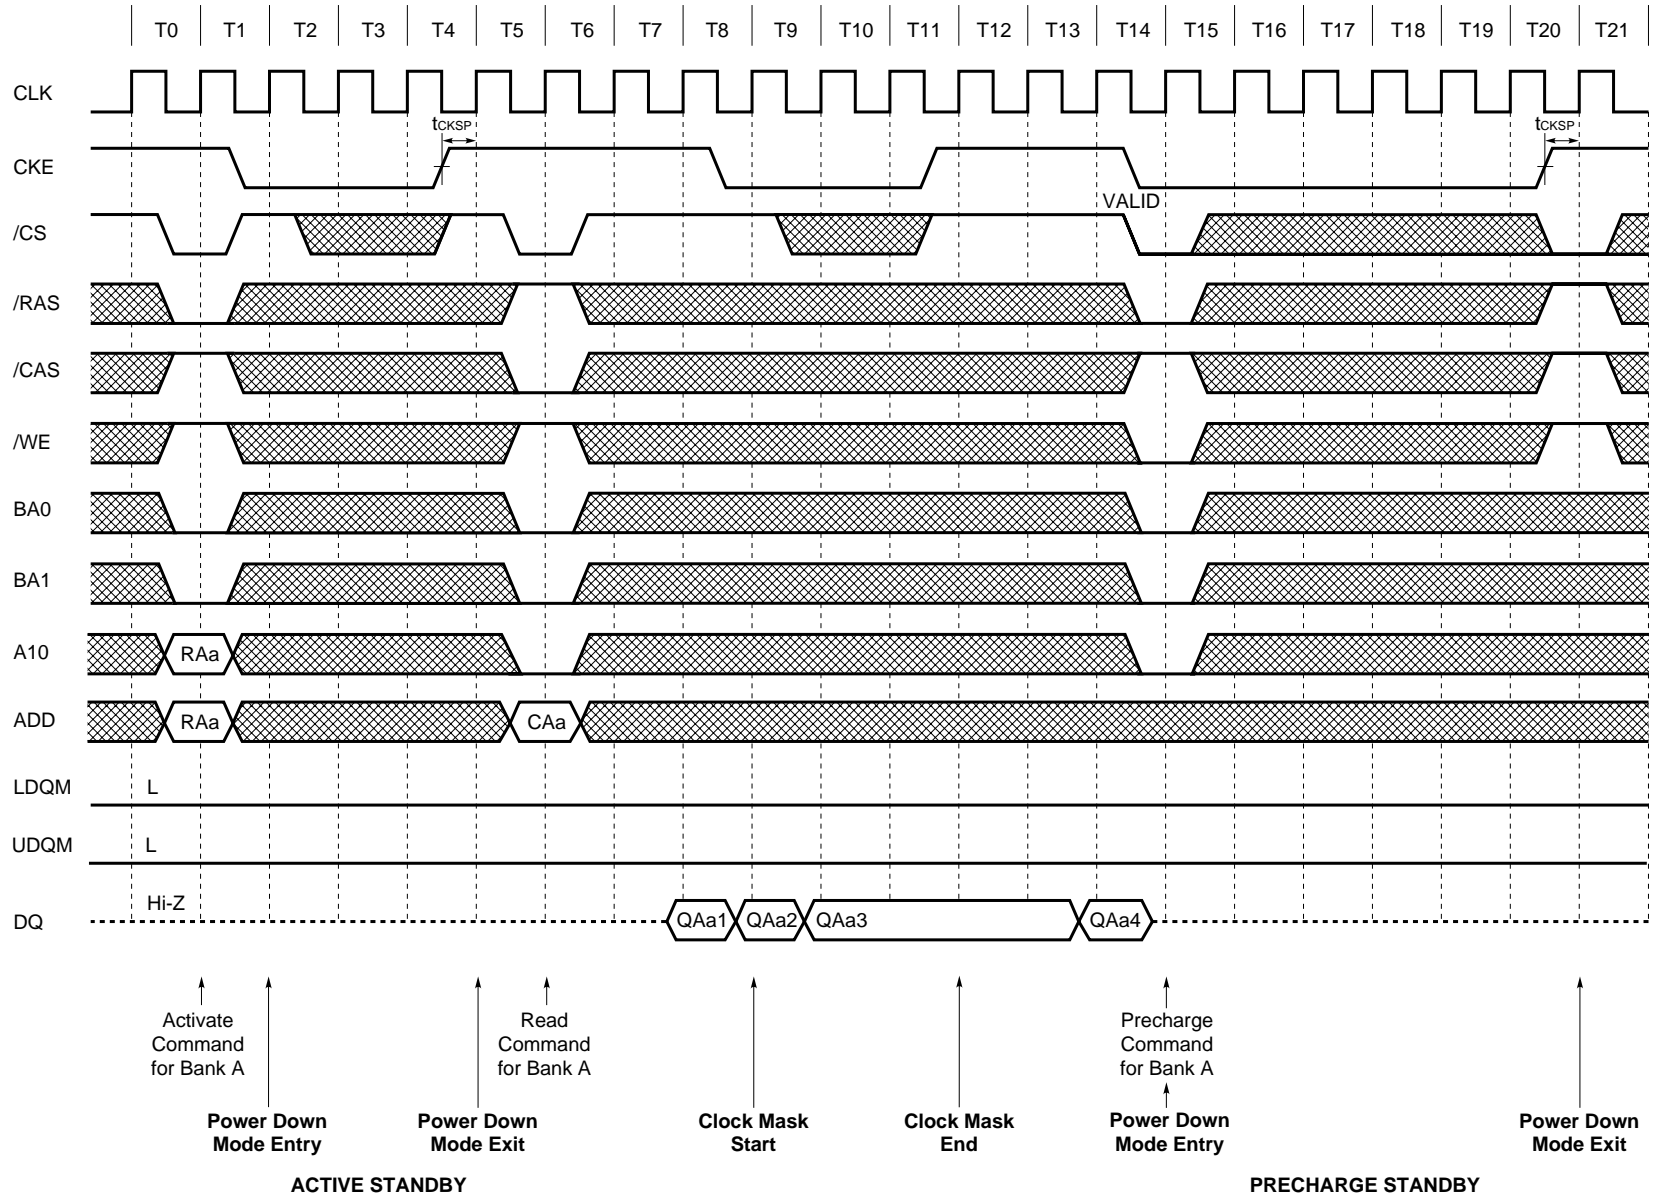 T0 T1 T2 T3 T4 T5 T6 T7 T8 T9 T10 T11 T12 T13 T14 T15 T16 T17 T18 T19 T20 T21
CLK
tCKSP tCKSP
CKE
VALID
/CS
/RAS
/CAS
/WE
BA0
BA1
A10 RAa
ADD RAa CAa
LDQM L
UDQM L
Hi-Z
DQ QAa1 QAa2 QAa3 QAa4
Activate
Command
for Bank A
Read
Command
for Bank A
Precharge
Command
for Bank A
Power Down
Mode Entry
Power Down
Mode Exit
Clock Mask
Start
Clock Mask
End
Power Down
Mode Entry
Power Down
Mode Exit
ACTIVE STANDBY PRECHARGE STANDBY